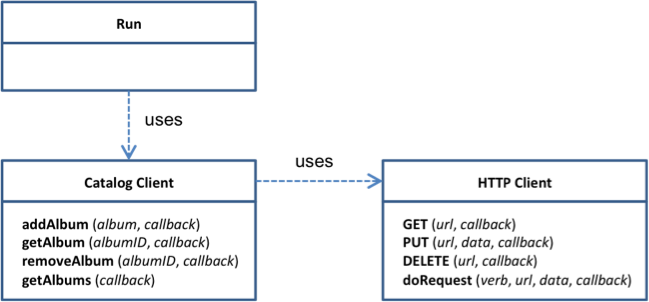 Run
uses
uses
Catalog Client
addAlbum (album, callback)
getAlbum (albumID, callback)
removeAlbum (albumID, callback)
getAlbums (callback)
HTTP Client
GET (url, callback)
PUT (url, data, callback)
DELETE (url, callback)
doRequest (verb, url, data, callback)